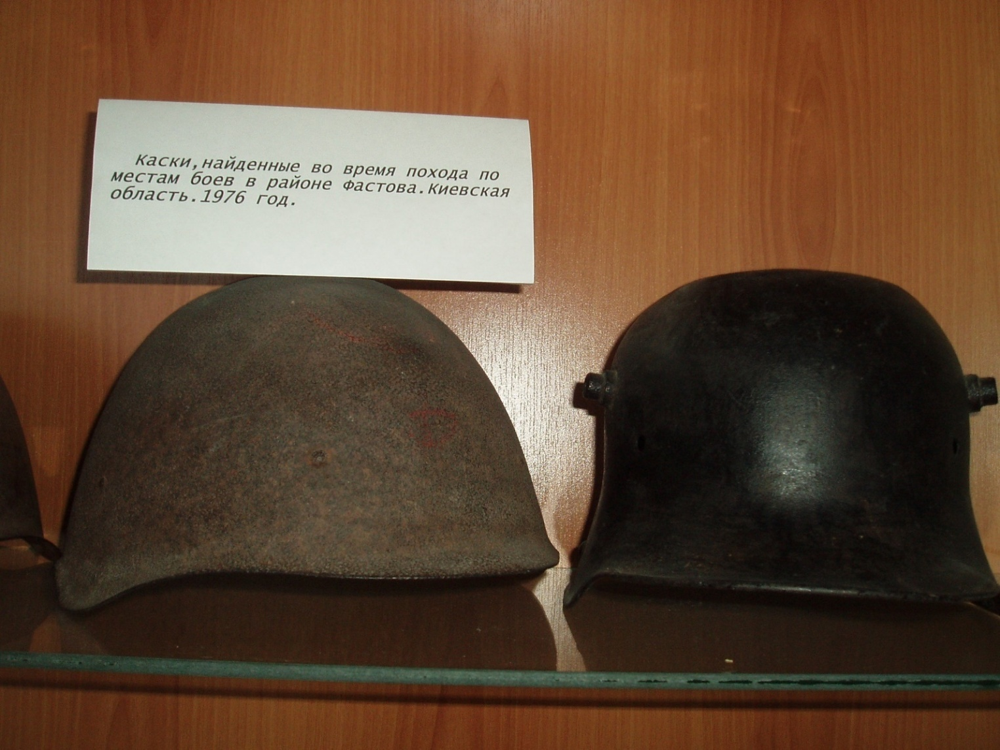 Каски,найденные во время похода по
местам боев в районе Фастова.Киевская
область.1976 год.